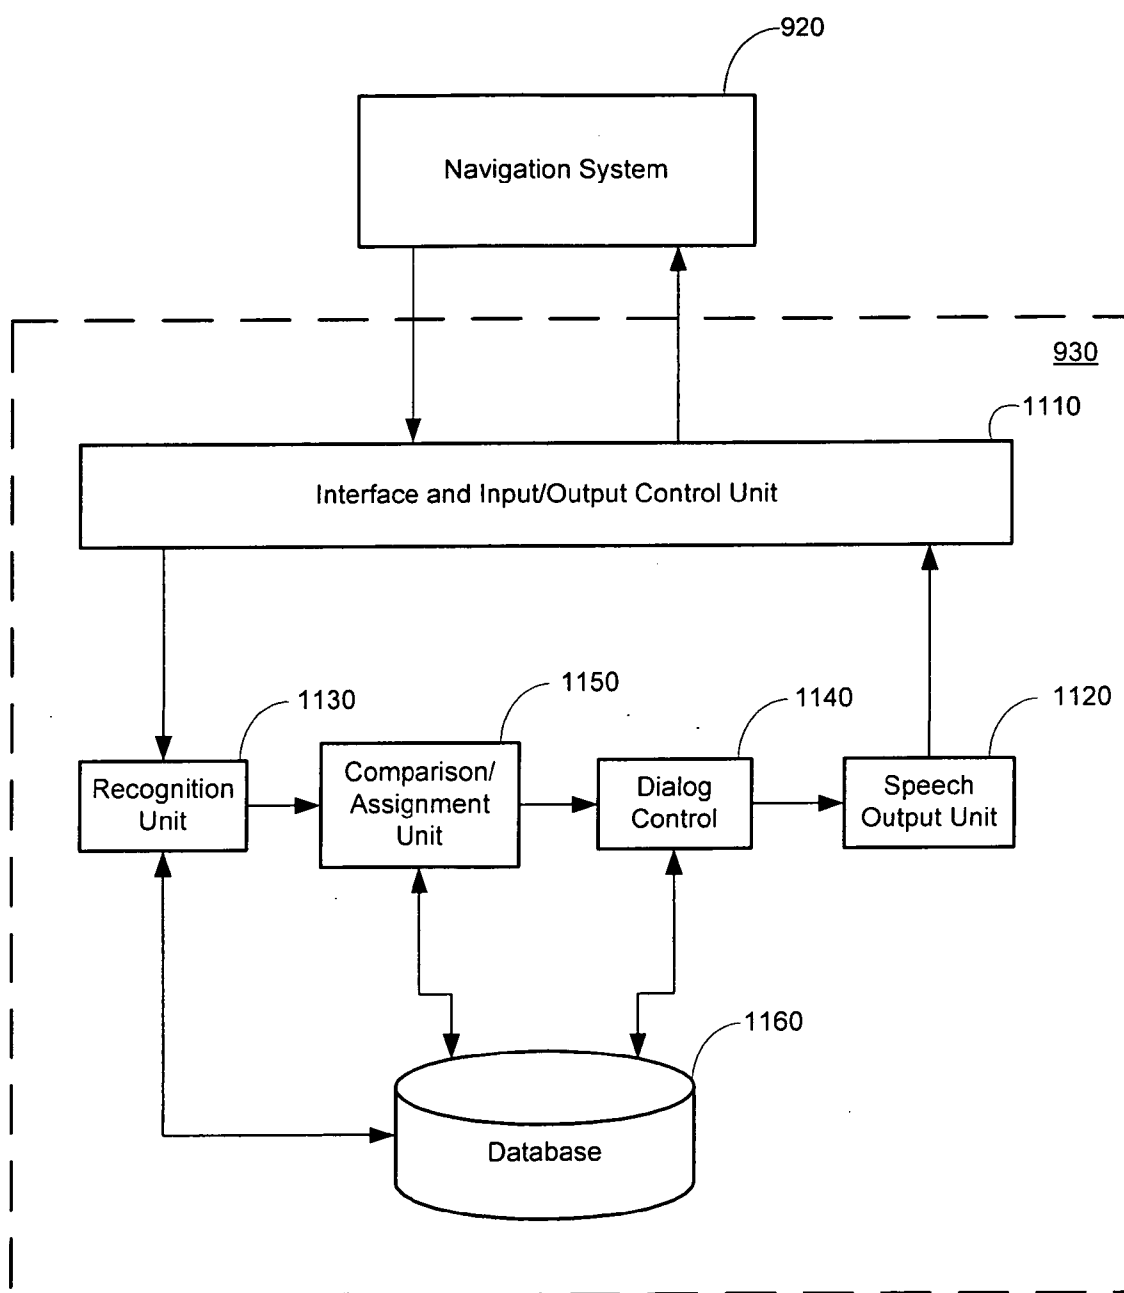 920
Navigation System
930
1110
Interface and Input/Output Control Unit
1130
1150
1140
1120
Recognition
Unit
Comparison/
Assignment
Unit
Dialog
Control
Speech
Output Unit
1160
Database